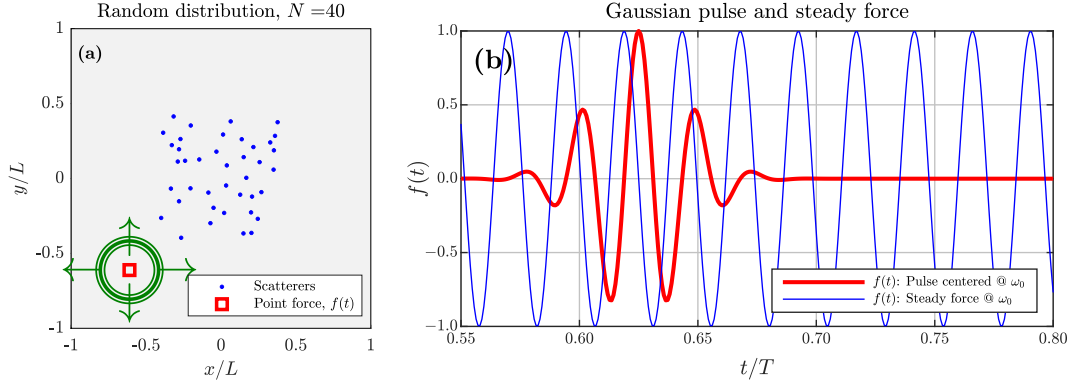 Random distribution, N =40
(a)
1
0.5
0
-0.5
-1
y/L
-1
-0.5
0
0.5
1
x/L
Scatterers
Point force, f(t)
Gaussian pulse and steady force
(b)
1.0
0.5
0.0
-0.5
-1.0
f(t)
0.55
0.60
0.65
0.70
0.75
0.80
t/T
f(t): Pulse centered @ ω₀
f(t): Steady force @ ω₀